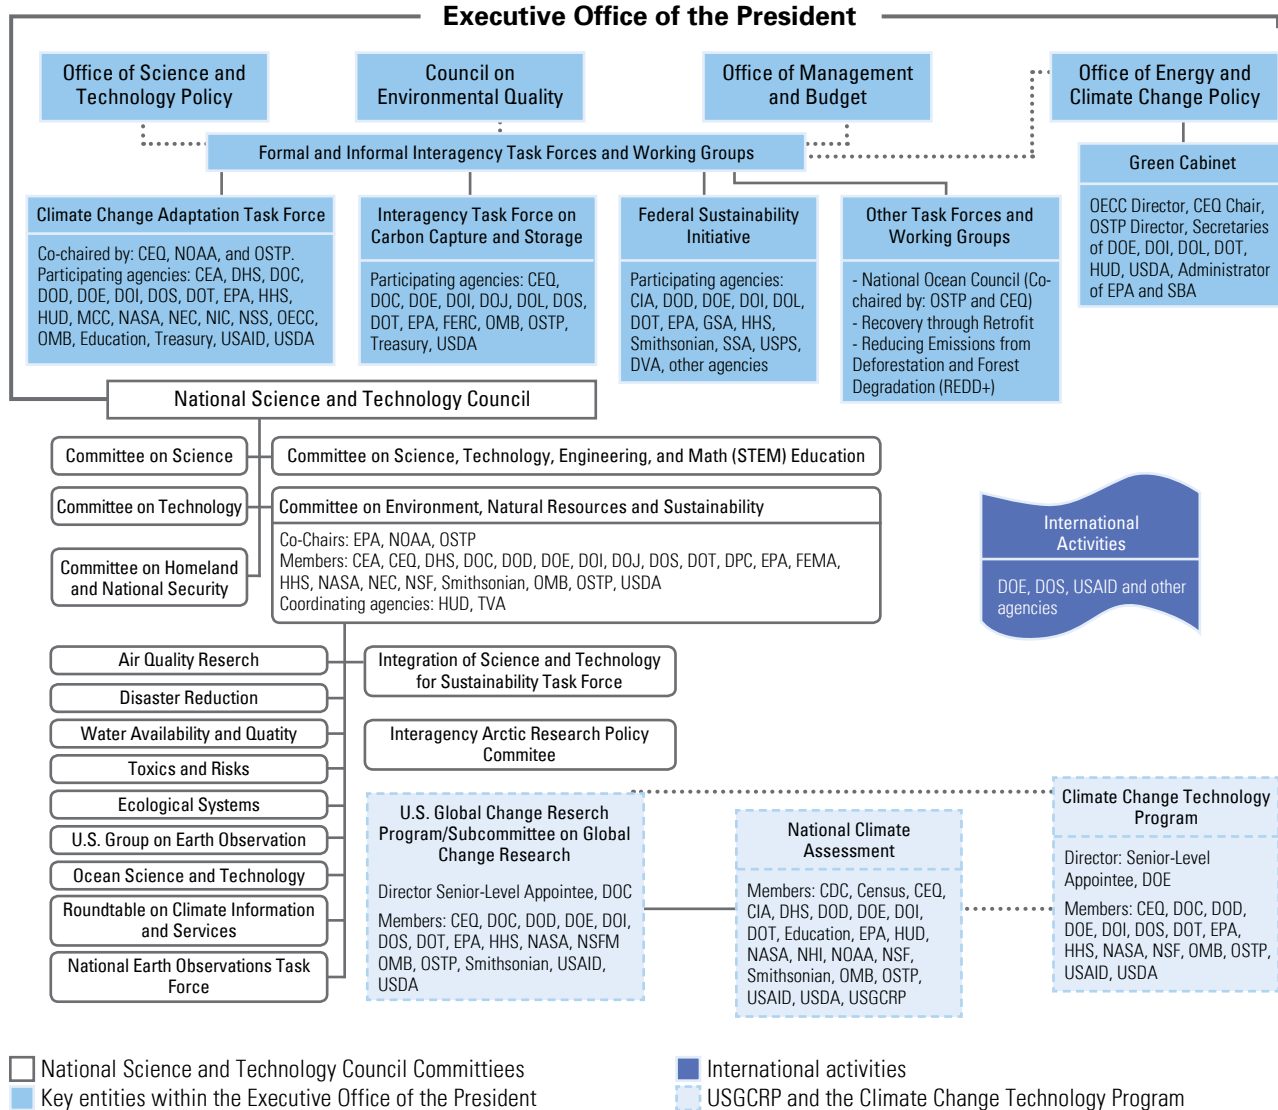 Executive Office of the President
Office of Science and
Technology Policy
Council on
Environmental Quality
Office of Management
and Budget
Office of Energy and
Climate Change Policy
Formal and Informal Interagency Task Forces and Working Groups
Green Cabinet
OECC Director, CEQ Chair,
OSTP Director, Secretaries
of DOE, DOI, DOL, DOT,
HUD, USDA, Administrator
of EPA and SBA
Climate Change Adaptation Task Force
Co-chaired by: CEQ, NOAA, and OSTP.
Participating agencies: CEA, DHS, DOC,
DOD, DOE, DOI, DOS, DOT, EPA, HHS,
HUD, MCC, NASA, NEC, NIC, NSS, OECC,
OMB, Education, Treasury, USAID, USDA
Interagency Task Force on
Carbon Capture and Storage
Participating agencies: CEQ,
DOC, DOE, DOI, DOJ, DOL, DOS,
DOT, EPA, FERC, OMB, OSTP,
Treasury, USDA
Federal Sustainability
Initiative
Participating agencies:
CIA, DOD, DOE, DOI, DOL,
DOT, EPA, GSA, HHS,
Smithsonian, SSA, USPS,
DVA, other agencies
Other Task Forces and
Working Groups
- National Ocean Council (Co-
chaired by: OSTP and CEQ)
- Recovery through Retrofit
- Reducing Emissions from
Deforestation and Forest
Degradation (REDD+)
National Science and Technology Council
Committee on Science
Committee on Science, Technology, Engineering, and Math (STEM) Education
Committee on Technology
Committee on Environment, Natural Resources and Sustainability
Co-Chairs: EPA, NOAA, OSTP
Members: CEA, CEQ, DHS, DOC, DOD, DOE, DOI, DOJ, DOS, DOT, DPC, EPA, FEMA,
HHS, NASA, NEC, NSF, Smithsonian, OMB, OSTP, USDA
Coordinating agencies: HUD, TVA
Committee on Homeland
and National Security
International
Activities
DOE, DOS, USAID and other
agencies
Air Quality Reserch
Integration of Science and Technology
for Sustainability Task Force
Disaster Reduction
Water Availability and Quatity
Interagency Arctic Research Policy
Commitee
Toxics and Risks
Ecological Systems
U.S. Group on Earth Observation
Ocean Science and Technology
Roundtable on Climate Information
and Services
National Earth Observations Task
Force
U.S. Global Change Reserch
Program/Subcommittee on Global
Change Research
Director Senior-Level Appointee, DOC
Members: CEQ, DOC, DOD, DOE, DOI,
DOS, DOT, EPA, HHS, NASA, NSFM
OMB, OSTP, Smithsonian, USAID,
USDA
National Climate
Assessment
Members: CDC, Census, CEQ,
CIA, DHS, DOD, DOE, DOI,
DOT, Education, EPA, HUD,
NASA, NHI, NOAA, NSF,
Smithsonian, OMB, OSTP,
USAID, USDA, USGCRP
Climate Change Technology
Program
Director: Senior-Level
Appointee, DOE
Members: CEQ, DOC, DOD,
DOE, DOI, DOS, DOT, EPA,
HHS, NASA, NSF, OMB, OSTP,
USAID, USDA
National Science and Technology Council Committiees
Key entities within the Executive Office of the President
International activities
USGCRP and the Climate Change Technology Program